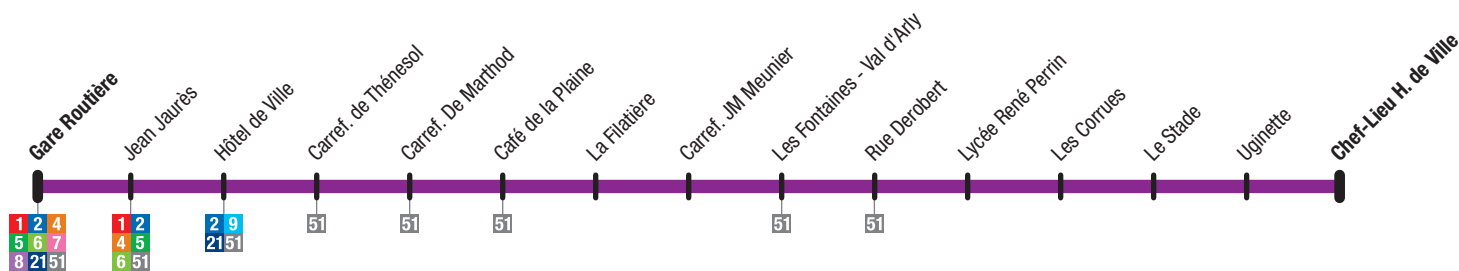 Gare Routière
Jean Jaurès
Hôtel de Ville
Carref. de Thénesol
Carref. De Marthod
Café de la Plaine
La Filatière
Carref. JM Meunier
Les Fontaines - Val d'Arly
Rue Derobert
Lycée René Perrin
Les Corrues
Le Stade
Uginette
Chef-Lieu H. de Ville
1 2 4
5 6 7
8 21 51
1 2
4 5
6 51
2 9
21 51
51
51
51
51
51